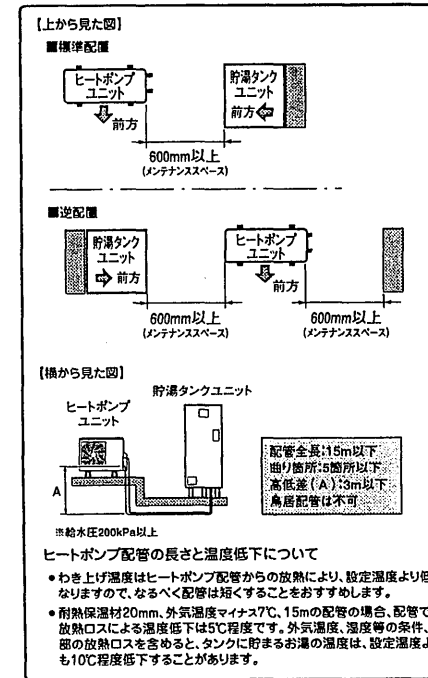 【上から見た図】
■標準配置
ヒートポンプ
ユニット
前方
貯湯タンク
ユニット
前方
600mm以上
(メンテナンススペース)
■逆配置
貯湯タンク
ユニット
前方
ヒートポンプ
ユニット
前方
600mm以上
(メンテナンススペース)
600mm以上
(メンテナンススペース)
【横から見た図】
貯湯タンクユニット
ヒートポンプ
ユニット
A
配管全長:15m以下
曲り箇所:5箇所以下
高低差(A):3m以下
鳥居配管は不可
※給水圧200kPa以上
ヒートポンプ配管の長さと温度低下について
●わき上げ温度はヒートポンプ配管からの放熱により、設定温度より低
なりますので、なるべく配管は短くすることをおすすめします。
●耐熱保温材20mm、外気温度マイナス7℃、15mの配管の場合、配管で
放熱ロスによる温度低下は5℃程度です。外気温度、湿度等の条件、
部の放熱ロスを含めると、タンクに貯まるお湯の温度は、設定温度よ
も10℃程度低下することがあります。